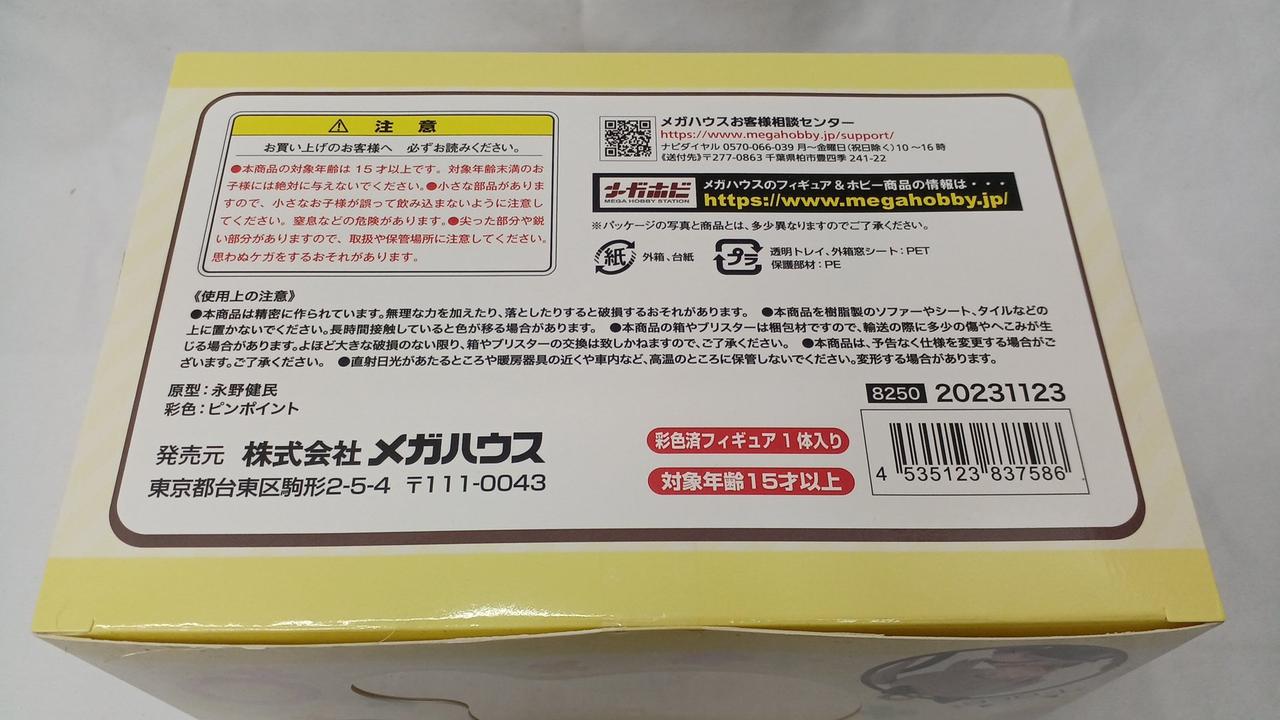 ⚠ 注意
お買い上げのお客様へ 必ずお読みください。
●本商品の対象年齢は 15 才以上です。対象年齢末満のお
子様には絶対に与えないでください。●小さな部品がありま
すので、小さなお子様が誤って飲み込まないように注意し
てください。窒息などの危険があります。●尖った部分や鋭
い部分がありますので、取扱や保管場所に注意してください。
思わぬケガをするおそれがあります。
メガハウスお客様相談センター
https://www.megahobby.jp/support/
ナビダイヤル 0570-066-039 月～金曜日(祝日除く)10～16時
《送付先》〒277-0863 千葉県柏市豊四季 241-22
メガホビ
MEGA HOBBY STATION
メガハウスのフィギュア&ホビー商品の情報は・・・
https://www.megahobby.jp/
※パッケージの写真と商品とは、多少異なりますのでご了承ください。
紙 外箱、台紙
プラ 透明トレイ、外箱窓シート:PET
保護部材:PE
《使用上の注意》
●本商品は精密に作られています。無理な力を加えたり、落としたりすると破損するおそれがあります。 ●本商品を樹脂製のソファーやシート、タイルなどの
上に置かないでください。長時間接触していると色が移る場合があります。 ●本商品の箱やブリスターは梱包材ですので、輸送の際に多少の傷やへこみが生
じる場合があります。よほど大きな破損のない限り、箱やブリスターの交換は致しかねますので、ご了承ください。 ●本商品は、予告なく仕様を変更する場合がご
ざいます。ご了承ください。 ●直射日光があたるところや暖房器具の近くや車内など、高温のところに保管しないでください。変形する場合があります。
原型:永野健民
彩色:ピンポイント
発売元 株式会社 メガハウス
東京都台東区駒形2-5-4 〒111-0043
彩色済フィギュア1体入り
対象年齢15才以上
8250 20231123
4 535123 837586